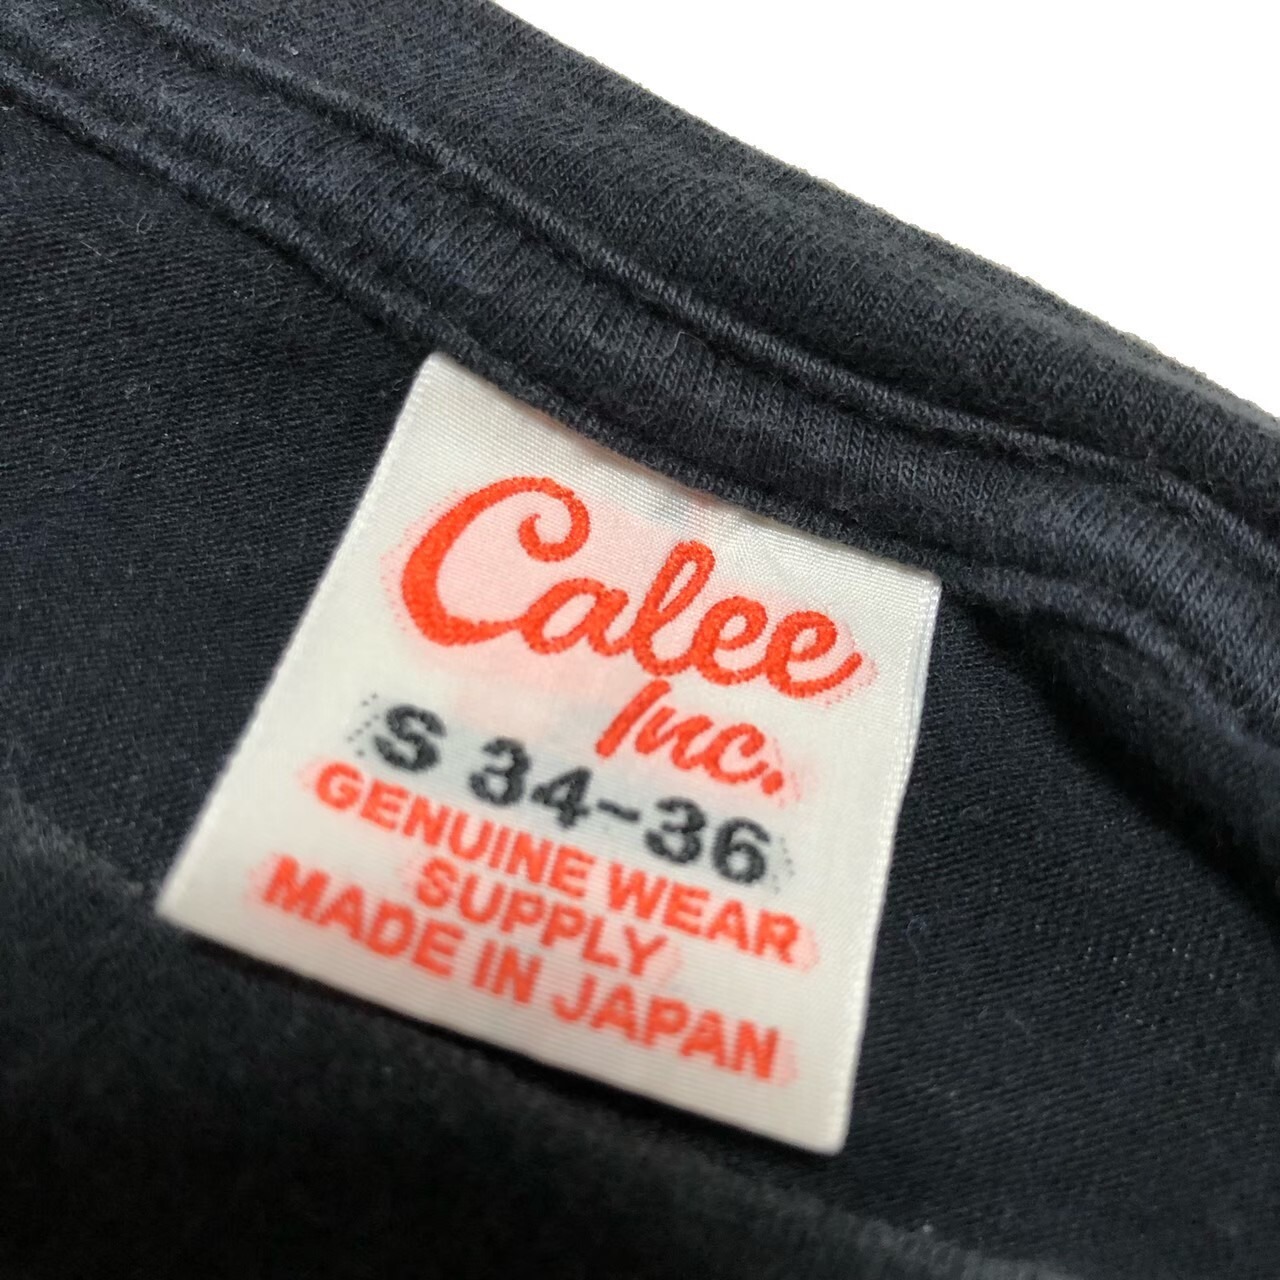 Calee
Inc.
S 34-36
GENUINE WEAR
SUPPLY
MADE IN JAPAN